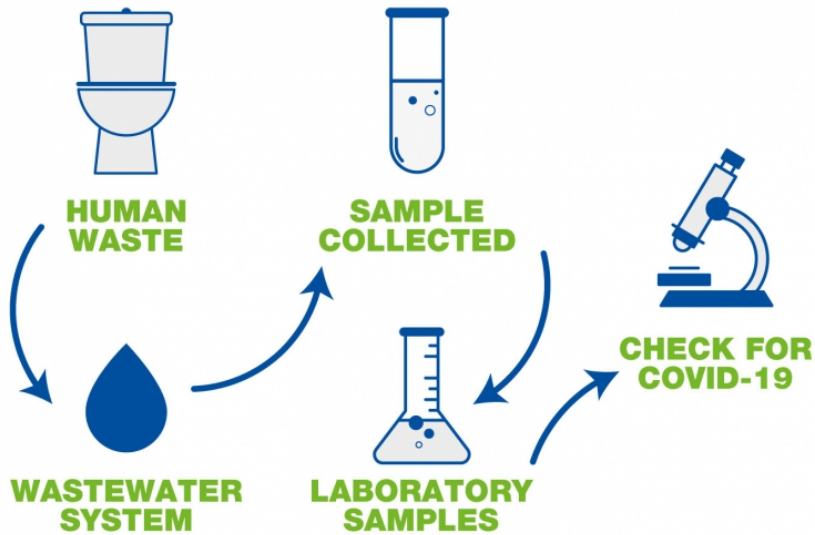 HUMAN
WASTE
WASTEWATER
SYSTEM
SAMPLE
COLLECTED
LABORATORY
SAMPLES
CHECK FOR
COVID-19